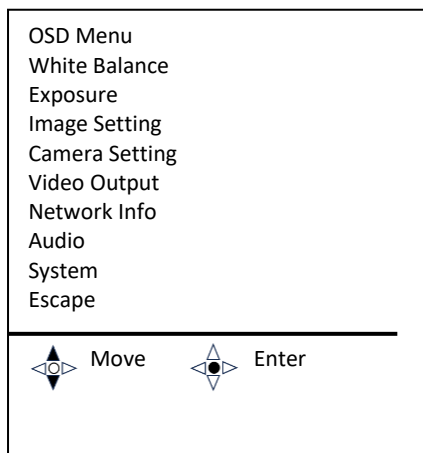 OSD Menu
White Balance
Exposure
Image Setting
Camera Setting
Video Output
Network Info
Audio
System
Escape
Move Enter